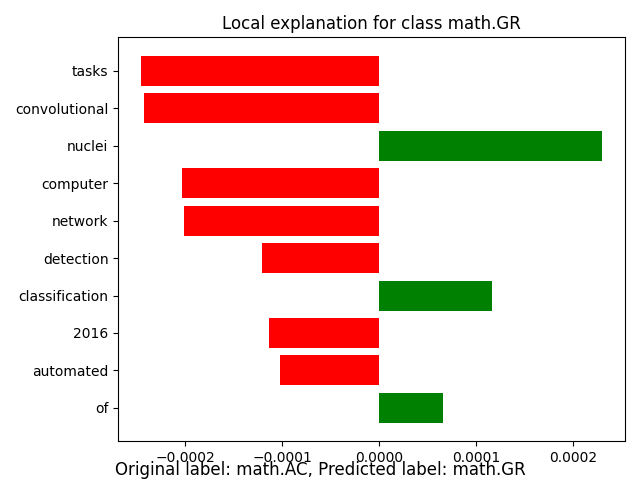 Local explanation for class math.GR
tasks
convolutional
nuclei
computer
network
detection
classification
2016
automated
of
−0.0002 −0.0001 0.0000 0.0001 0.0002
Original label: math.AC, Predicted label: math.GR